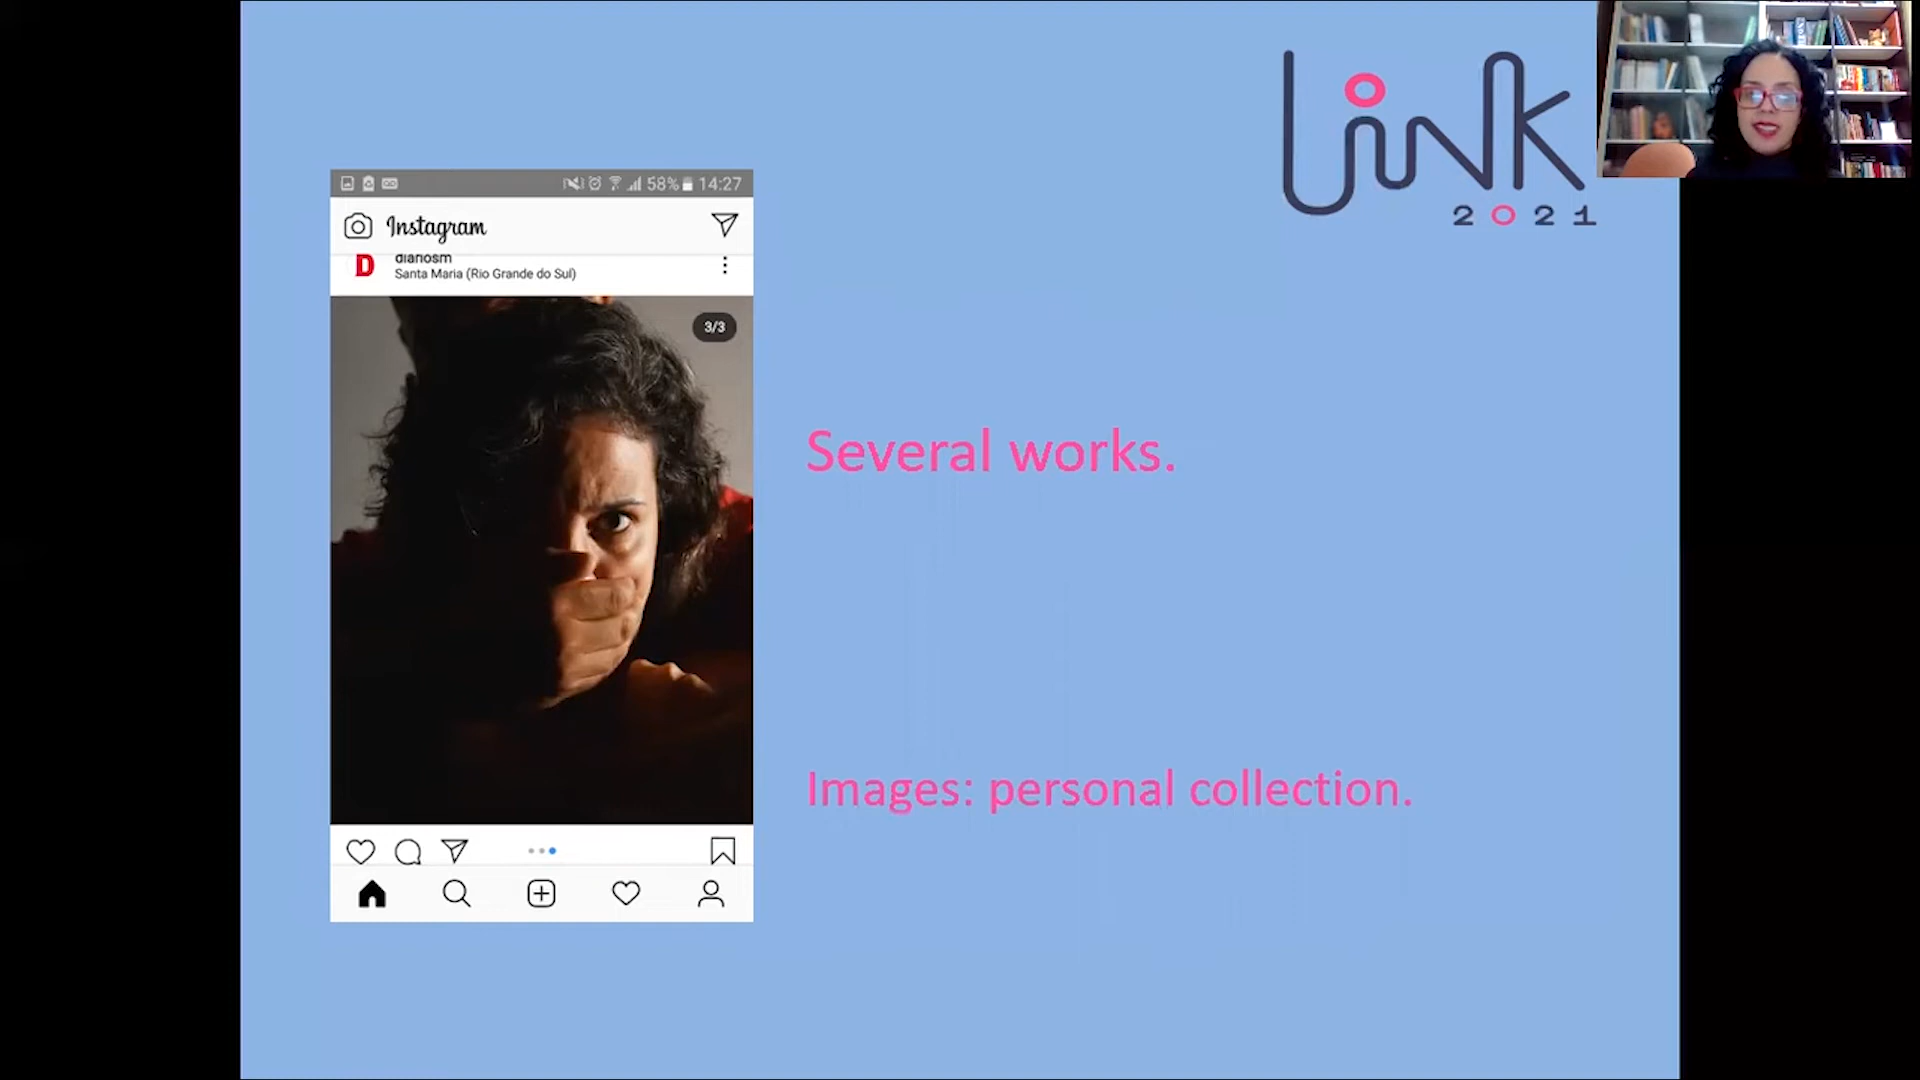 Link
2021
58% 14:27
Instagram
diariosm
Santa Maria (Rio Grande do Sul)
D
3/3
Several works.
Images: personal collection.